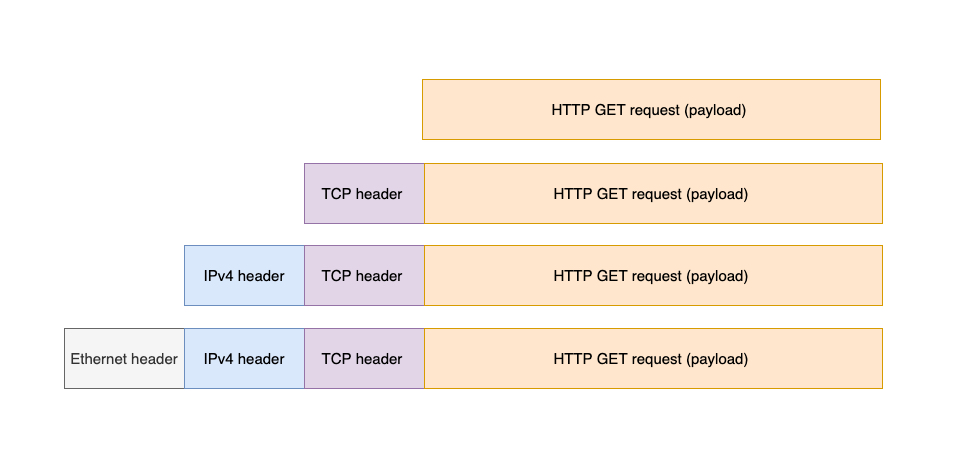 HTTP GET request (payload)
TCP header HTTP GET request (payload)
IPv4 header TCP header HTTP GET request (payload)
Ethernet header IPv4 header TCP header HTTP GET request (payload)